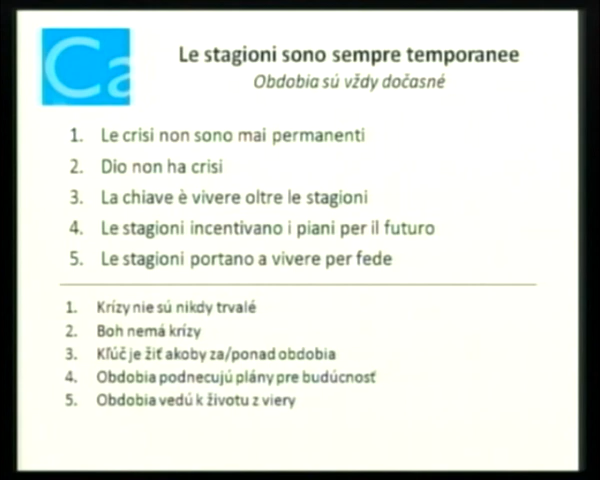 Ca
Le stagioni sono sempre temporanee
Obdobia sú vždy dočasné
1. Le crisi non sono mai permanenti
2. Dio non ha crisi
3. La chiave è vivere oltre le stagioni
4. Le stagioni incentivano i piani per il futuro
5. Le stagioni portano a vivere per fede
1. Krízy nie sú nikdy trvalé
2. Boh nemá krízy
3. Kľúč je žiť akoby za/ponad obdobia
4. Obdobia podnecujú plány pre budúcnosť
5. Obdobia vedú k životu z viery